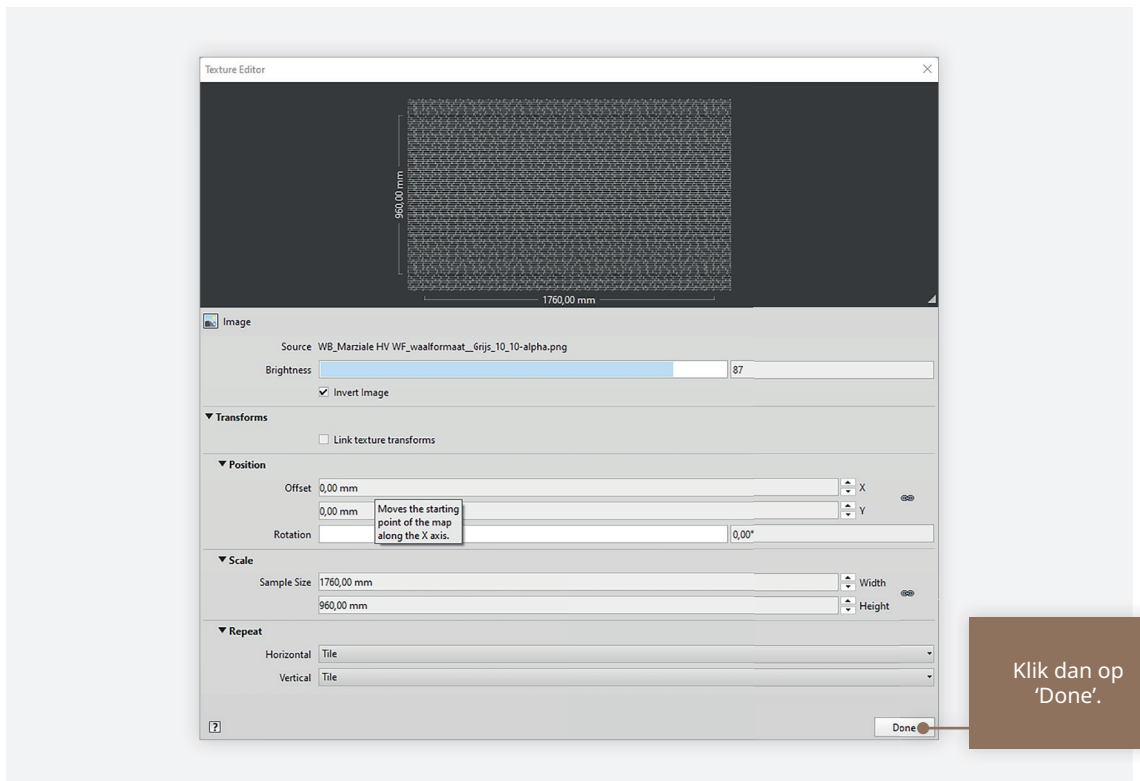 Texture Editor
960,00 mm
1760,00 mm
Image
Source WB_Marziale HV WF_waalformaat__Grijs_10_10-alpha.png
Brightness 87
Invert Image
Transforms
Link texture transforms
Position
Offset 0,00 mm X
0,00 mm Y
Moves the starting
point of the map
along the X axis.
Rotation 0,00°
Scale
Sample Size 1760,00 mm Width
960,00 mm Height
Repeat
Horizontal Tile
Vertical Tile
?
Done
Klik dan op
‘Done’.